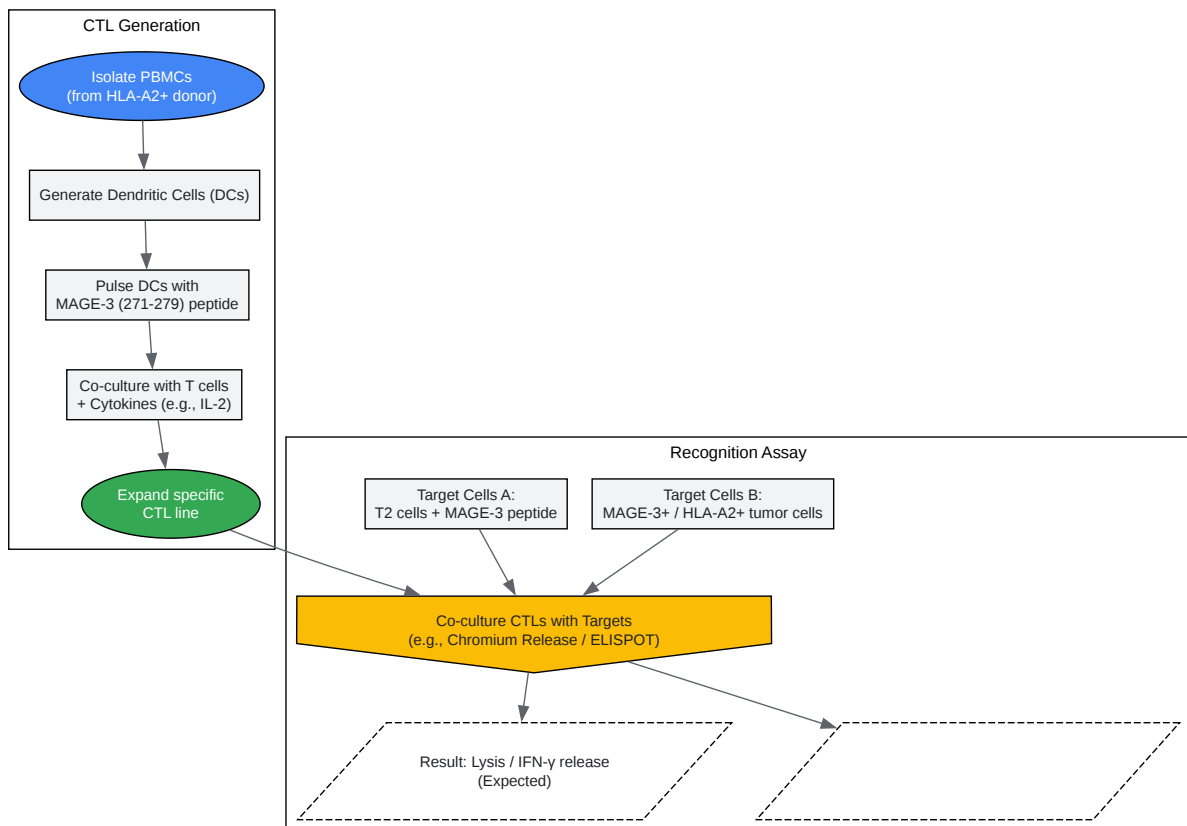 CTL Generation
Isolate PBMCs
(from HLA-A2+ donor)
Generate Dendritic Cells (DCs)
Pulse DCs with
MAGE-3 (271-279) peptide
Co-culture with T cells
+ Cytokines (e.g., IL-2)
Expand specific
CTL line
Recognition Assay
Target Cells A:
T2 cells + MAGE-3 peptide
Target Cells B:
MAGE-3+ / HLA-A2+ tumor cells
Co-culture CTLs with Targets
(e.g., Chromium Release / ELISPOT)
Result: Lysis / IFN-γ release
(Expected)